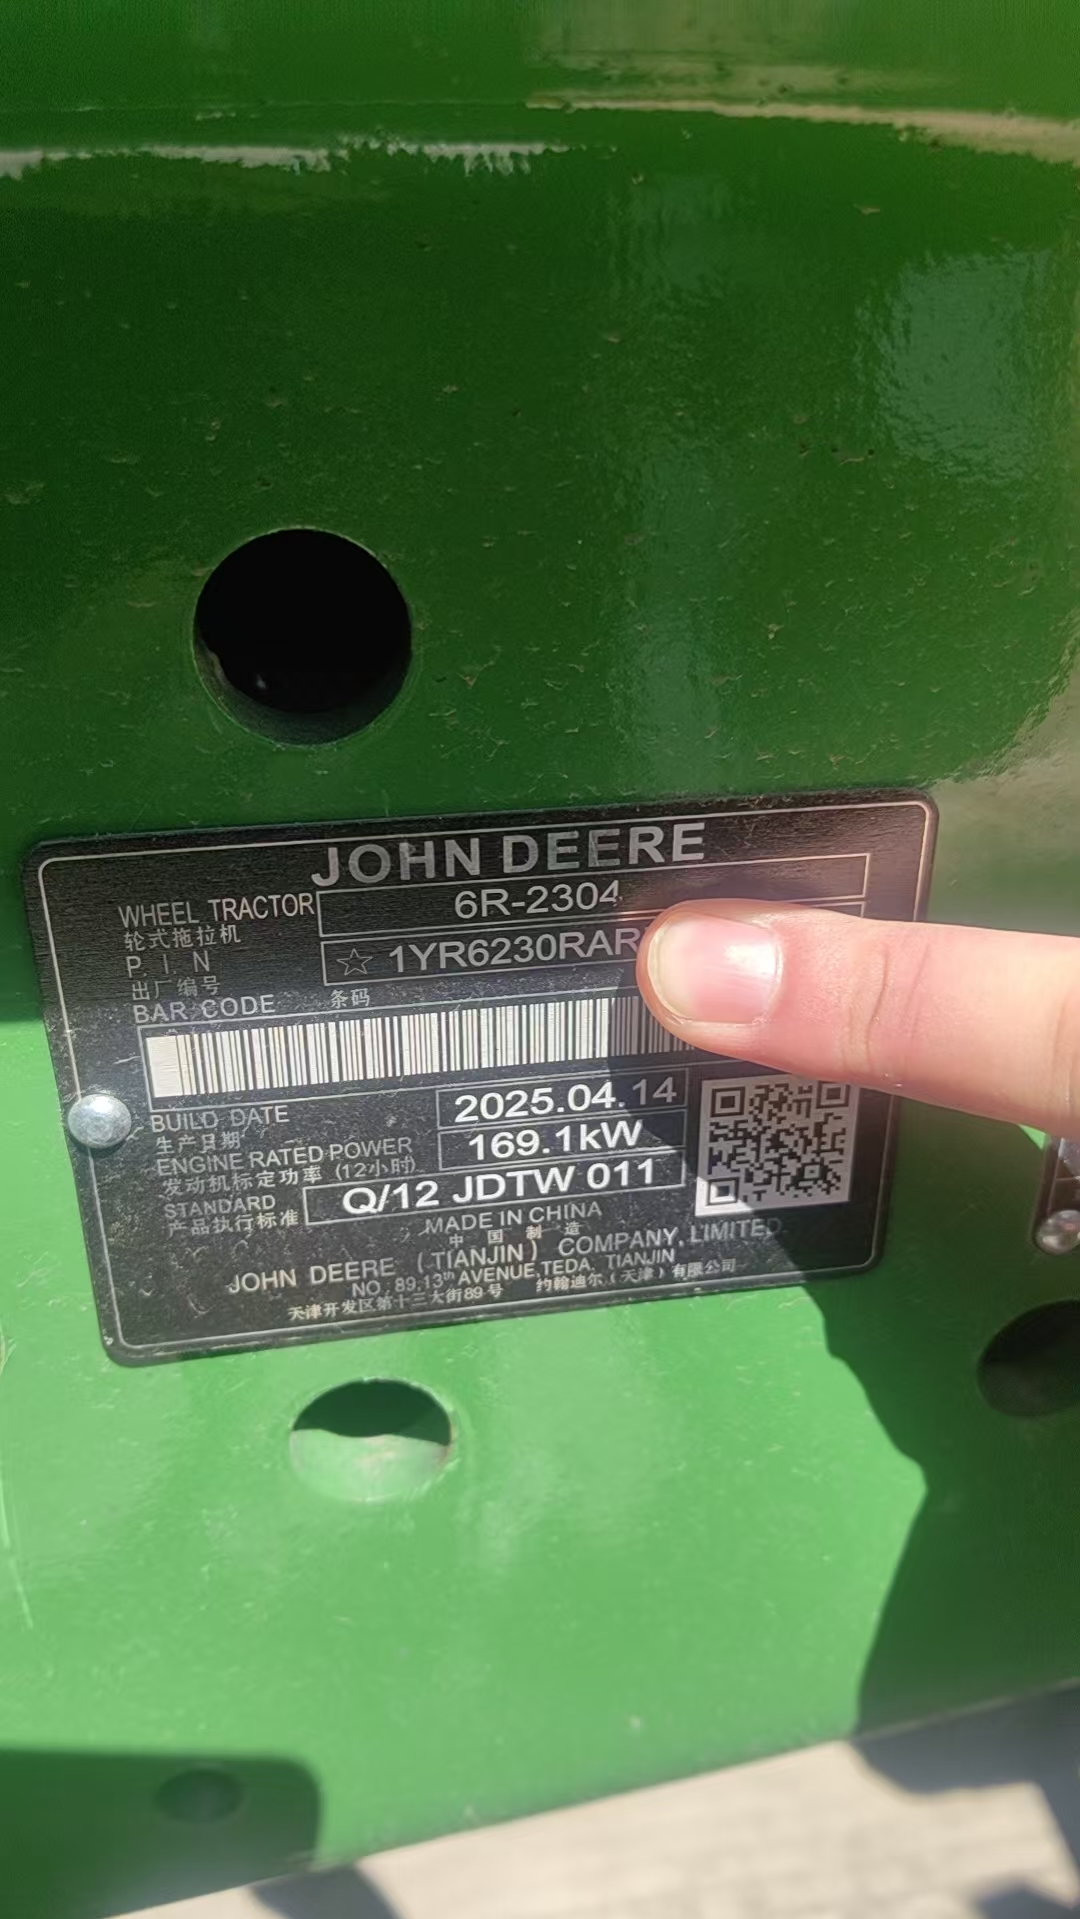 JOHN DEERE
WHEEL TRACTOR 6R-2304
轮式拖拉机
P. I. N ☆ 1YR6230RAR
出厂编号
BAR CODE 条码
BUILD DATE 2025.04.14
生产日期
ENGINE RATED POWER 169.1kW
发动机标定功率 (12小时)
STANDARD Q/12 JDTW 011
产品执行标准
MADE IN CHINA
中国制造
JOHN DEERE (TIANJIN) COMPANY, LIMITED
NO, 89,13th AVENUE,TEDA, TIANJIN
天津开发区第十三大街89号 约翰迪尔(天津)有限公司